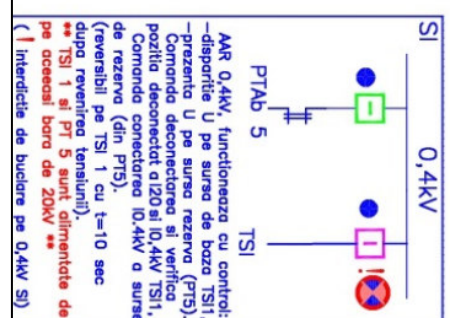 SI
0,4kV
PTAb 5
TSI
!
AAR 0,4kV, functioneaza cu control:
-disparitie U pe sursa de baza TSI1,
-prezenta U pe sursa rezerva (PT5).
Comanda deconectarea si verifica
pozitia deconectat a I20 si I0,4kV TSI1,
Comanda conectarea I0.4kV a surse
de rezerva (din PT5).
(reversibil pe TSI 1 cu t=10 sec
dupa revenirea tensiunii).
** TSI 1 si PT 5 sunt alimentate de
pe aceeasi bara de 20kV **
( ! interdictie de buclare pe 0,4kV SI)